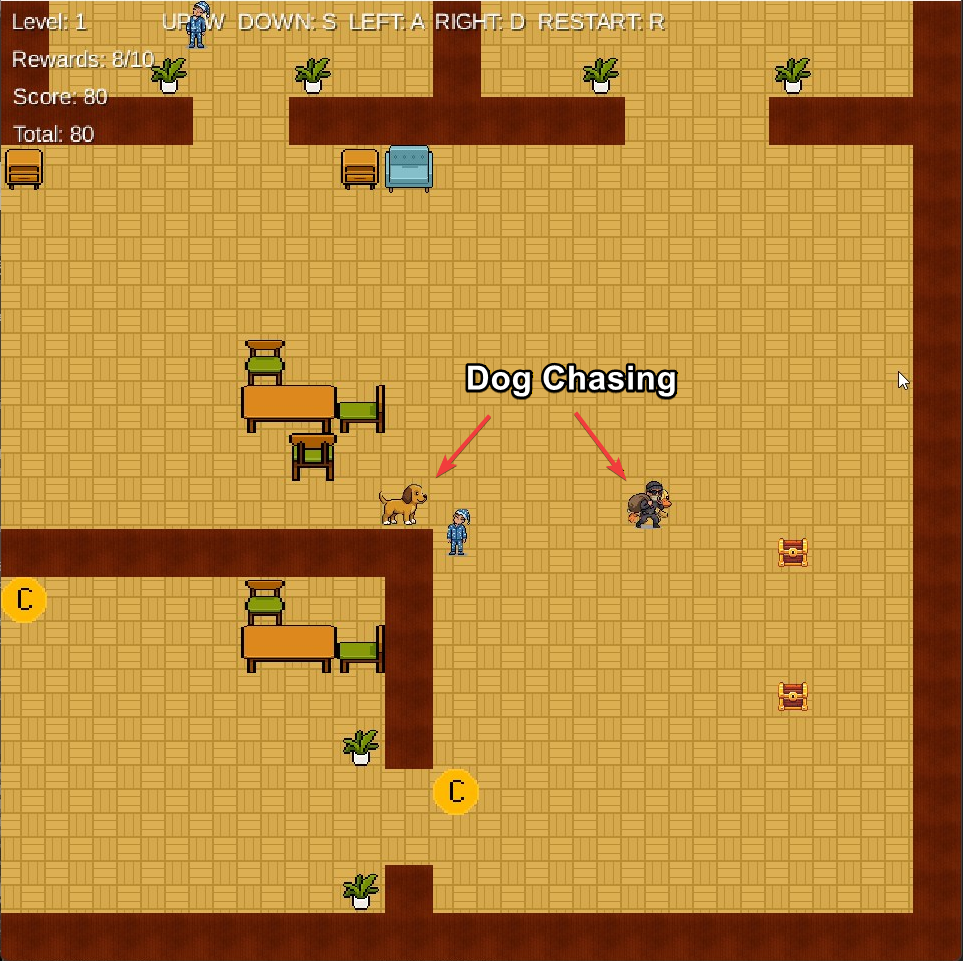 Level: 1
UP: W DOWN: S LEFT: A RIGHT: D RESTART: R
Rewards: 8/10
Score: 80
Total: 80
Dog Chasing
C
C